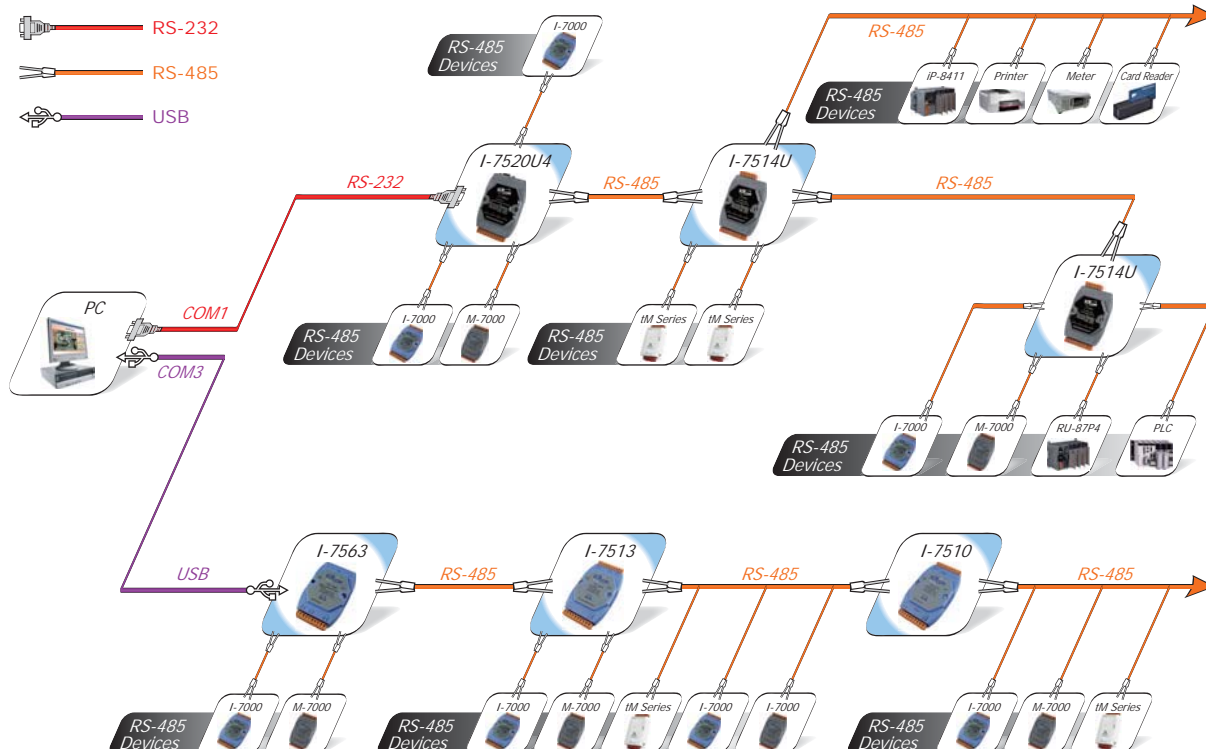 RS-232
RS-485
USB
I-7000
RS-485
Devices
RS-485
iP-8411
Printer
Meter
Card Reader
RS-485
Devices
I-7520U4
I-7514U
RS-232
RS-485
RS-485
I-7514U
PC
COM1
COM3
I-7000
M-7000
RS-485
Devices
tM Series
tM Series
RS-485
Devices
I-7000
M-7000
RU-87P4
PLC
RS-485
Devices
I-7563
I-7513
I-7510
USB
RS-485
RS-485
RS-485
I-7000
M-7000
RS-485
Devices
I-7000
M-7000
tM Series
I-7000
I-7000
RS-485
Devices
I-7000
M-7000
tM Series
RS-485
Devices